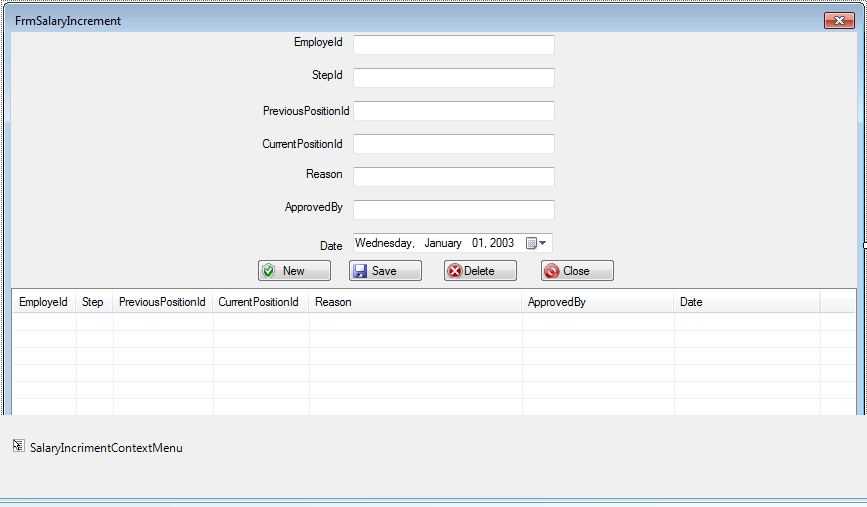 FrmSalaryIncrement
EmployeId
StepId
PreviousPositionId
CurrentPositionId
Reason
ApprovedBy
Date Wednesday, January 01, 2003
New Save Delete Close
EmployeId Step PreviousPositionId CurrentPositionId Reason ApprovedBy Date
SalaryIncrimentContextMenu